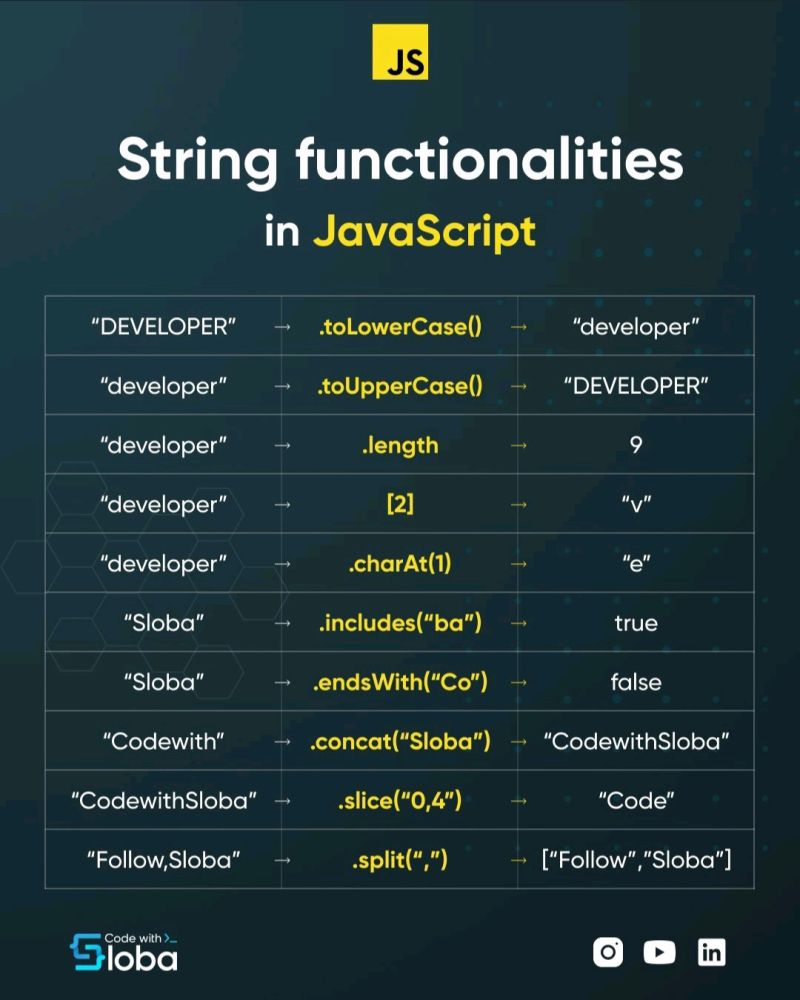 JS
String functionalities
in JavaScript
“DEVELOPER” → .toLowerCase() → “developer”
“developer” → .toUpperCase() → “DEVELOPER”
“developer” → .length → 9
“developer” → [2] → “v”
“developer” → .charAt(1) → “e”
“Sloba” → .includes(“ba”) → true
“Sloba” → .endsWith(“Co”) → false
“Codewith” → .concat(“Sloba”) → “CodewithSloba”
“CodewithSloba” → .slice(“0,4”) → “Code”
“Follow,Sloba” → .split(“,”) → [“Follow”,”Sloba”]
Code with >_
Sloba
in